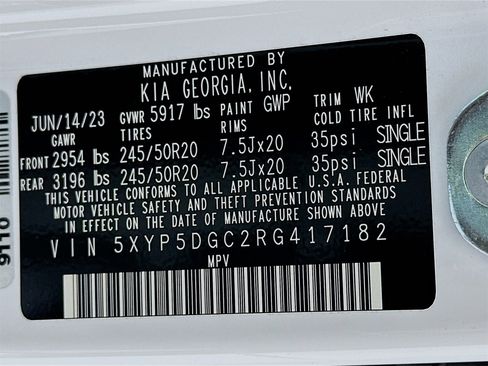 MANUFACTURED BY
KIA GEORGIA, INC.
JUN/14/23 GVWR 5917 lbs PAINT GWP TRIM WK
GAWR TIRES RIMS COLD TIRE INFL
FRONT 2954 lbs 245/50R20 7.5Jx20 35psi SINGLE
REAR 3196 lbs 245/50R20 7.5Jx20 35psi SINGLE
THIS VEHICLE CONFORMS TO ALL APPLICABLE U.S.A. FEDERAL
MOTOR VEHICLE SAFETY AND THEFT PREVENTION STANDARDS
IN EFFECT ON THE DATE OF MANUFACTURE SHOWN ABOVE.
VIN 5XYP5DGC2RG417182
MPV
9110